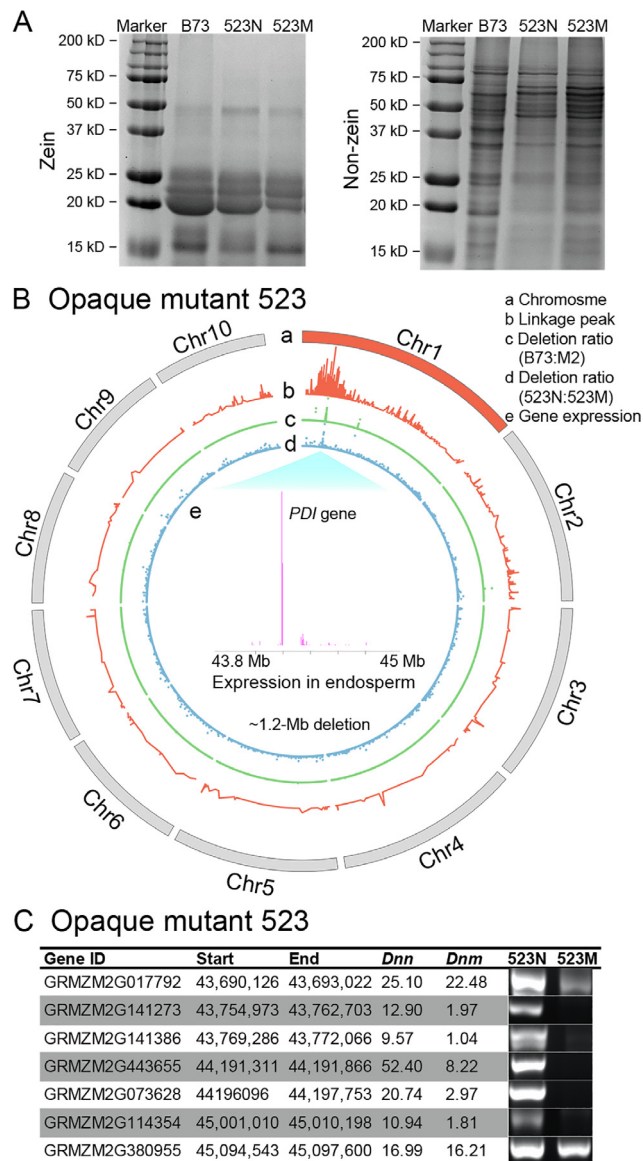 A
Marker B73 523N 523M
200 kD
75 kD
50 kD
37 kD
25 kD
20 kD
15 kD
Zein
Marker B73 523N 523M
200 kD
75 kD
50 kD
37 kD
25 kD
20 kD
15 kD
Non-zein
B Opaque mutant 523
a Chromosme
b Linkage peak
c Deletion ratio
(B73:M2)
d Deletion ratio
(523N:523M)
e Gene expression
Chr10
a
Chr1
b
c
d
Chr9
Chr2
Chr8
e
PDI gene
43.8 Mb 45 Mb
Expression in endosperm
~1.2-Mb deletion
Chr7
Chr3
Chr6
Chr4
Chr5
C Opaque mutant 523
Gene ID Start End Dnn Dnm 523N 523M
GRMZM2G017792 43,690,126 43,693,022 25.10 22.48
GRMZM2G141273 43,754,973 43,762,703 12.90 1.97
GRMZM2G141386 43,769,286 43,772,066 9.57 1.04
GRMZM2G443655 44,191,311 44,191,866 52.40 8.22
GRMZM2G073628 44196096 44,197,753 20.74 2.97
GRMZM2G114354 45,001,010 45,010,198 10.94 1.81
GRMZM2G380955 45,094,543 45,097,600 16.99 16.21